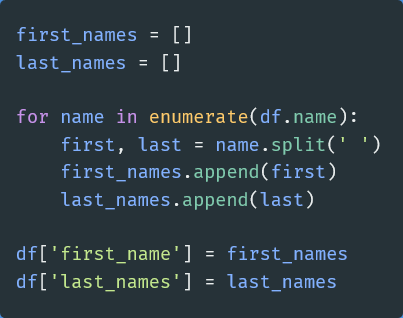 first_names = []
last_names = []

for name in enumerate(df.name):
    first, last = name.split(' ')
    first_names.append(first)
    last_names.append(last)

df['first_name'] = first_names
df['last_names'] = last_names